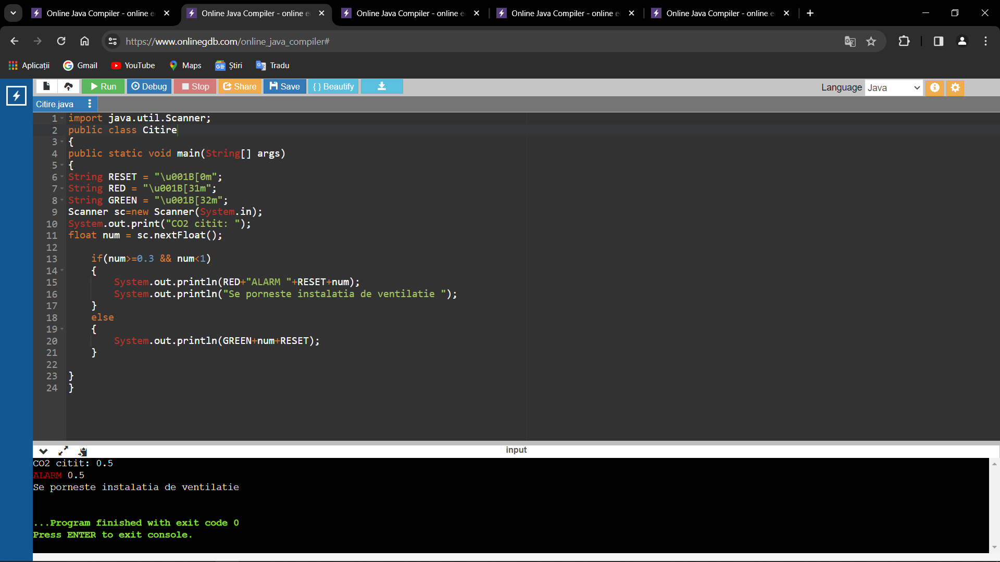 Online Java Compiler - online e
Online Java Compiler - online e
Online Java Compiler - online e
Online Java Compiler - online e
Online Java Compiler - online e
https://www.onlinegdb.com/online_java_compiler#
Aplicații Gmail YouTube Maps Știri Tradu
Run Debug Stop Share Save { } Beautify Language Java
Citire.java
1 import java.util.Scanner;
2 public class Citire
3 {
4 public static void main(String[] args)
5 {
6 String RESET = "\u001B[0m";
7 String RED = "\u001B[31m";
8 String GREEN = "\u001B[32m";
9 Scanner sc=new Scanner(System.in);
10 System.out.print("CO2 citit: ");
11 float num = sc.nextFloat();
12
13     if(num>=0.3 && num<1)
14     {
15         System.out.println(RED+"ALARM "+RESET+num);
16         System.out.println("Se porneste instalatia de ventilatie ");
17     }
18     else
19     {
20         System.out.println(GREEN+num+RESET);
21     }
22
23 }
24 }
input
CO2 citit: 0.5
ALARM 0.5
Se porneste instalatia de ventilatie
...Program finished with exit code 0
Press ENTER to exit console.